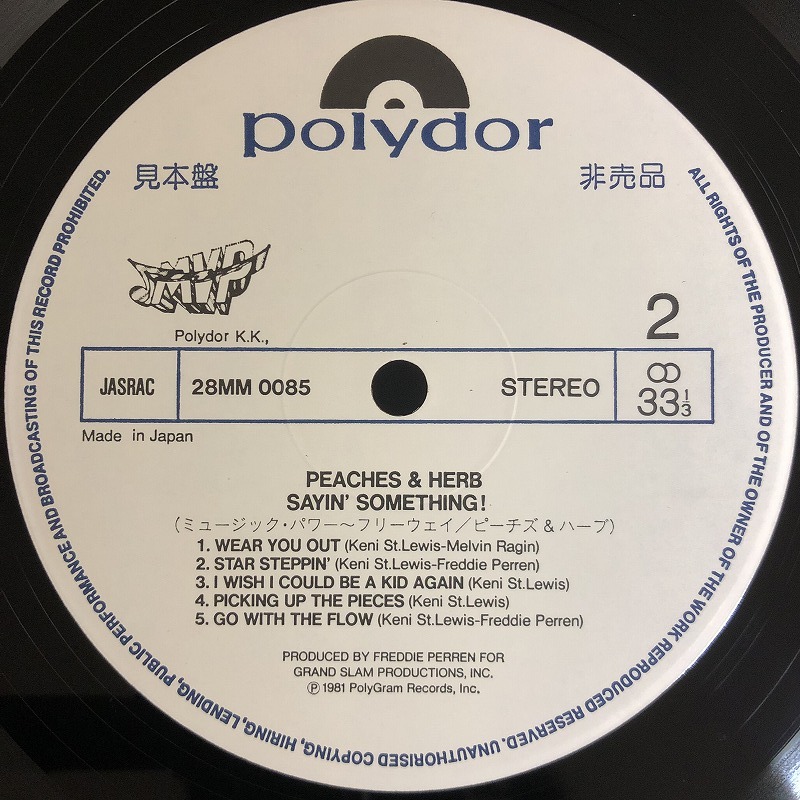 polydor
見本盤 非売品
MVP
2
Polydor K.K.,
JASRAC 28MM 0085 STEREO ∞ 33 1/3
Made in Japan
PEACHES & HERB
SAYIN' SOMETHING!
(ミュージック・パワー〜フリーウェイ/ピーチズ & ハーブ)
1. WEAR YOU OUT (Keni St.Lewis-Melvin Ragin)
2. STAR STEPPIN' (Keni St.Lewis-Freddie Perren)
3. I WISH I COULD BE A KID AGAIN (Keni St.Lewis)
4. PICKING UP THE PIECES (Keni St.Lewis)
5. GO WITH THE FLOW (Keni St.Lewis-Freddie Perren)
PRODUCED BY FREDDIE PERREN FOR
GRAND SLAM PRODUCTIONS, INC.
Ⓟ 1981 PolyGram Records, Inc.
ALL RIGHTS OF THE PRODUCER AND OF THE OWNER OF THE WORK REPRODUCED RESERVED. UNAUTHORISED COPYING, HIRING, LENDING, PUBLIC PERFORMANCE AND BROADCASTING OF THIS RECORD PROHIBITED.